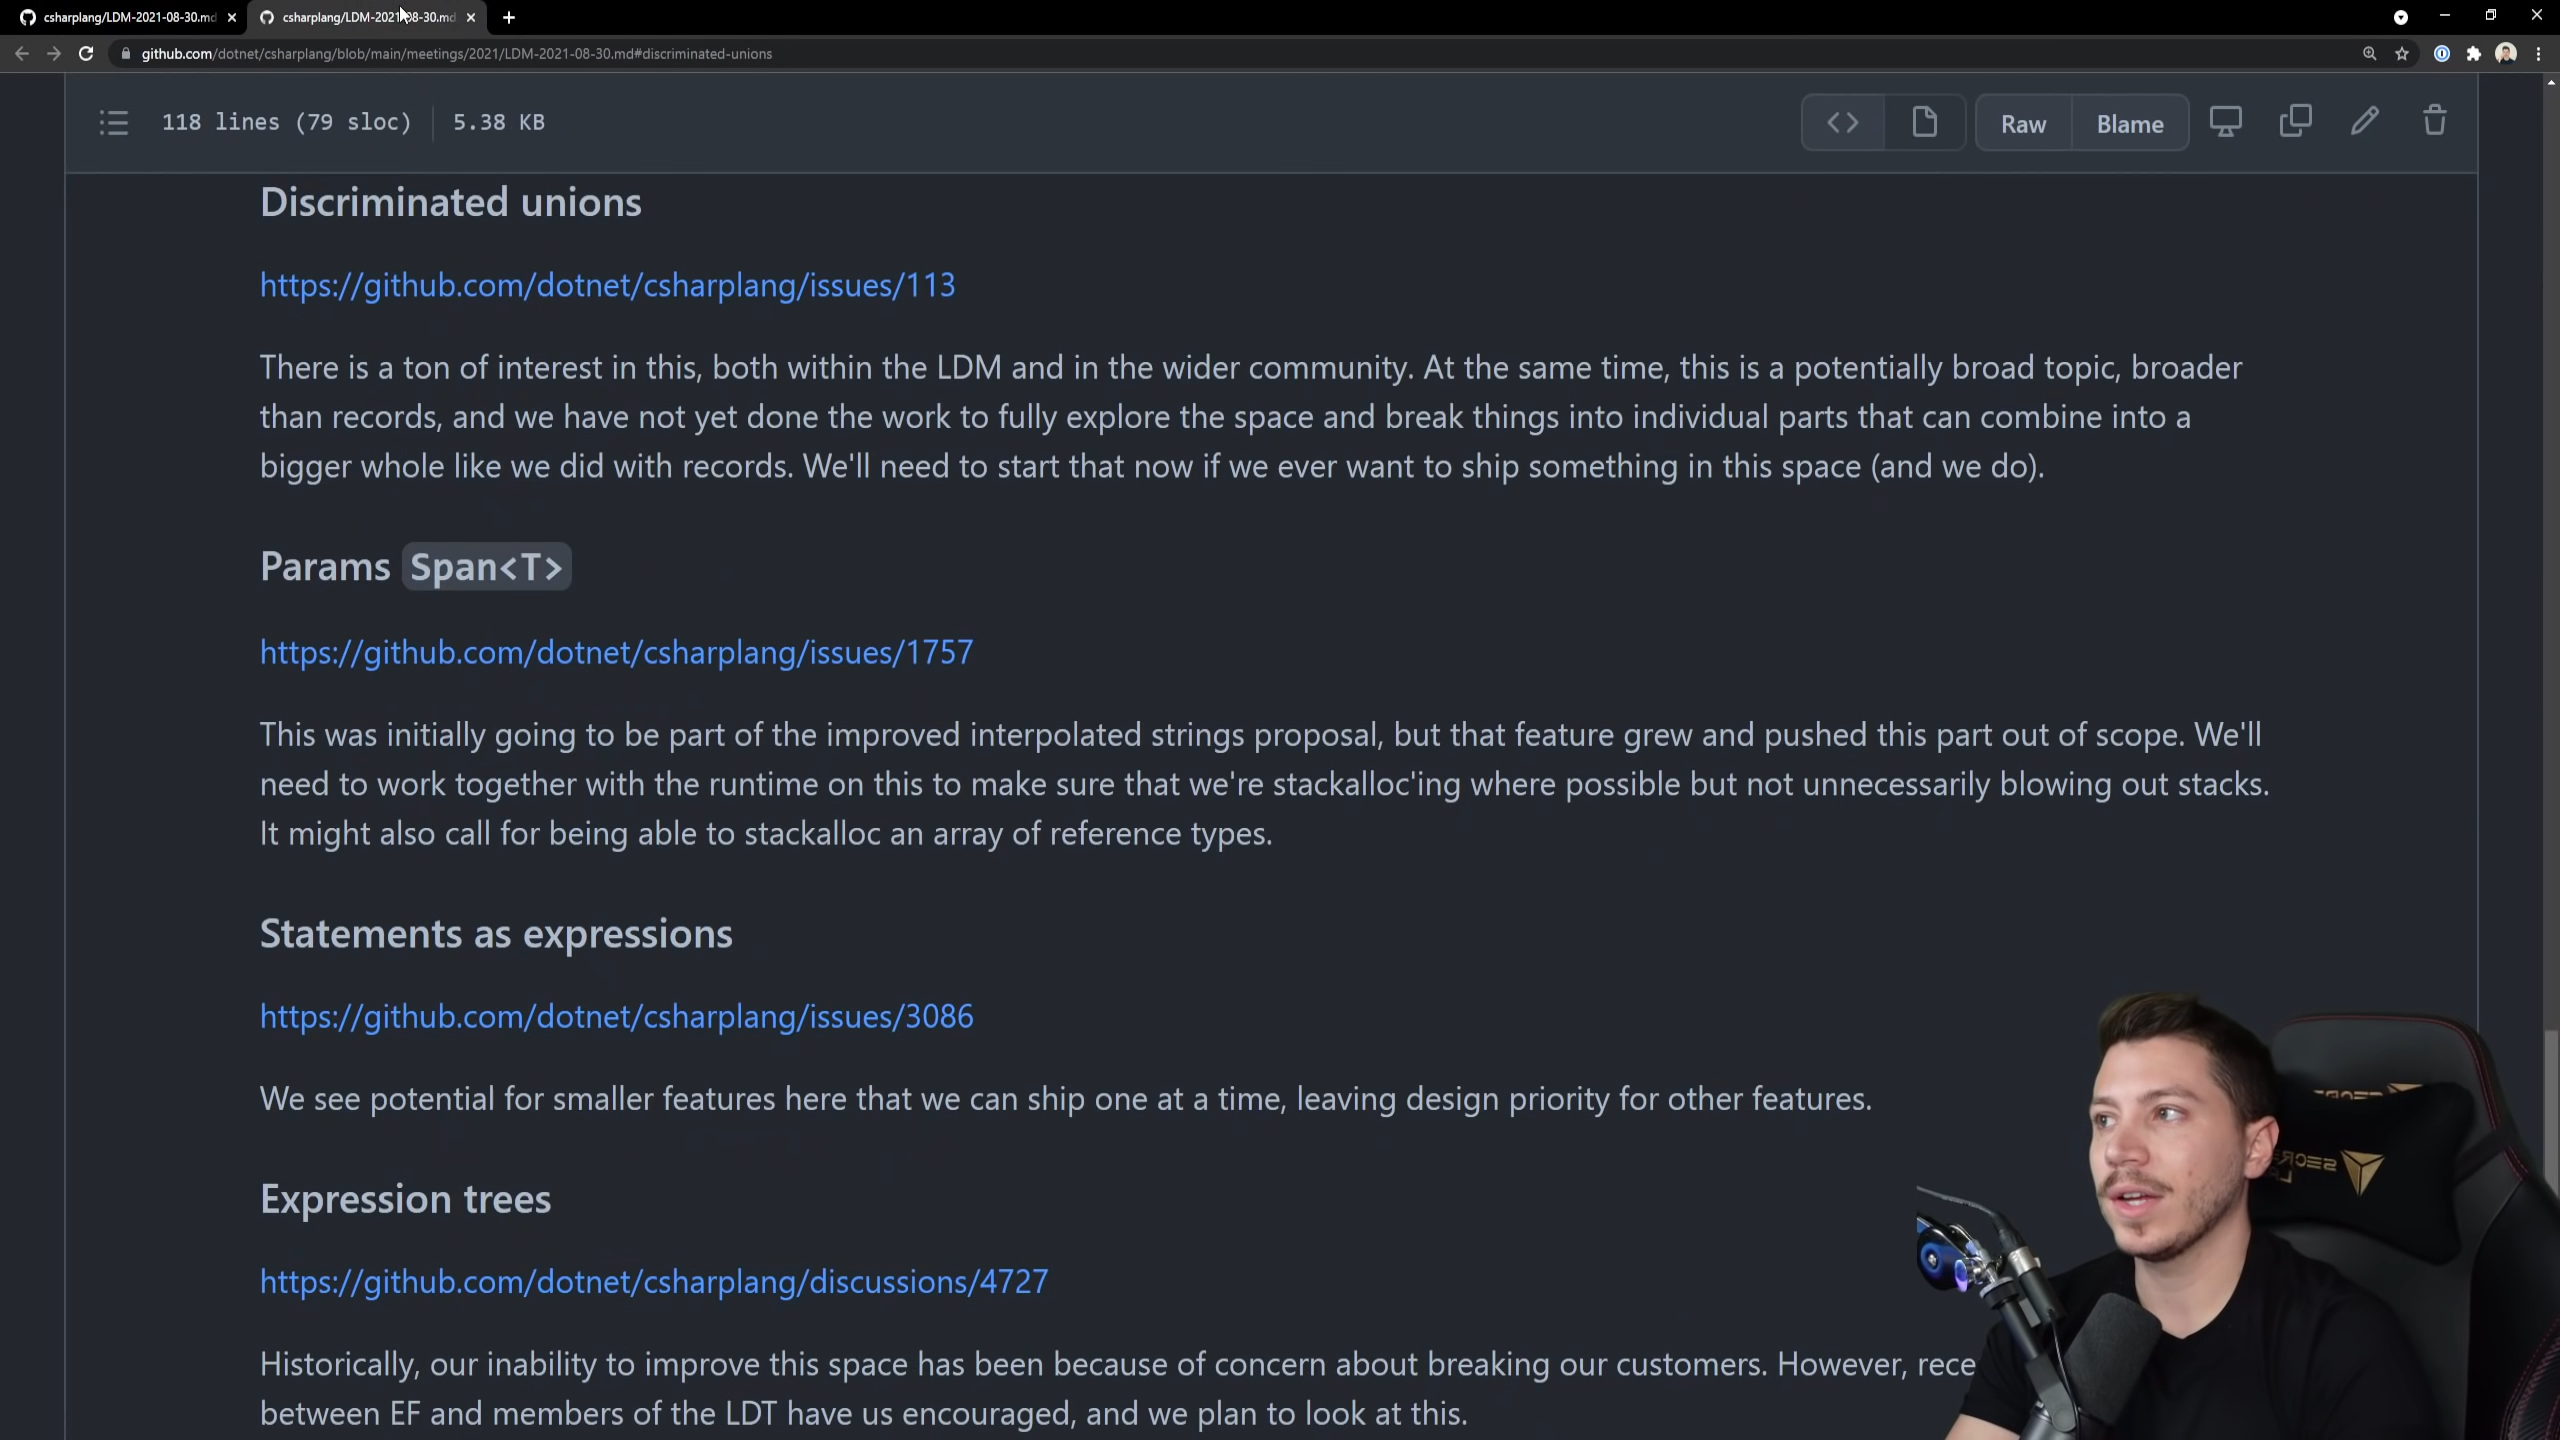 csharplang/LDM-2021-08-30.md
csharplang/LDM-2021-08-30.md
github.com/dotnet/csharplang/blob/main/meetings/2021/LDM-2021-08-30.md#discriminated-unions
118 lines (79 sloc) 5.38 KB
Raw Blame
Discriminated unions
https://github.com/dotnet/csharplang/issues/113
There is a ton of interest in this, both within the LDM and in the wider community. At the same time, this is a potentially broad topic, broader
than records, and we have not yet done the work to fully explore the space and break things into individual parts that can combine into a
bigger whole like we did with records. We'll need to start that now if we ever want to ship something in this space (and we do).
Params Span<T>
https://github.com/dotnet/csharplang/issues/1757
This was initially going to be part of the improved interpolated strings proposal, but that feature grew and pushed this part out of scope. We'll
need to work together with the runtime on this to make sure that we're stackalloc'ing where possible but not unnecessarily blowing out stacks.
It might also call for being able to stackalloc an array of reference types.
Statements as expressions
https://github.com/dotnet/csharplang/issues/3086
We see potential for smaller features here that we can ship one at a time, leaving design priority for other features.
Expression trees
https://github.com/dotnet/csharplang/discussions/4727
Historically, our inability to improve this space has been because of concern about breaking our customers. However, rece
between EF and members of the LDT have us encouraged, and we plan to look at this.